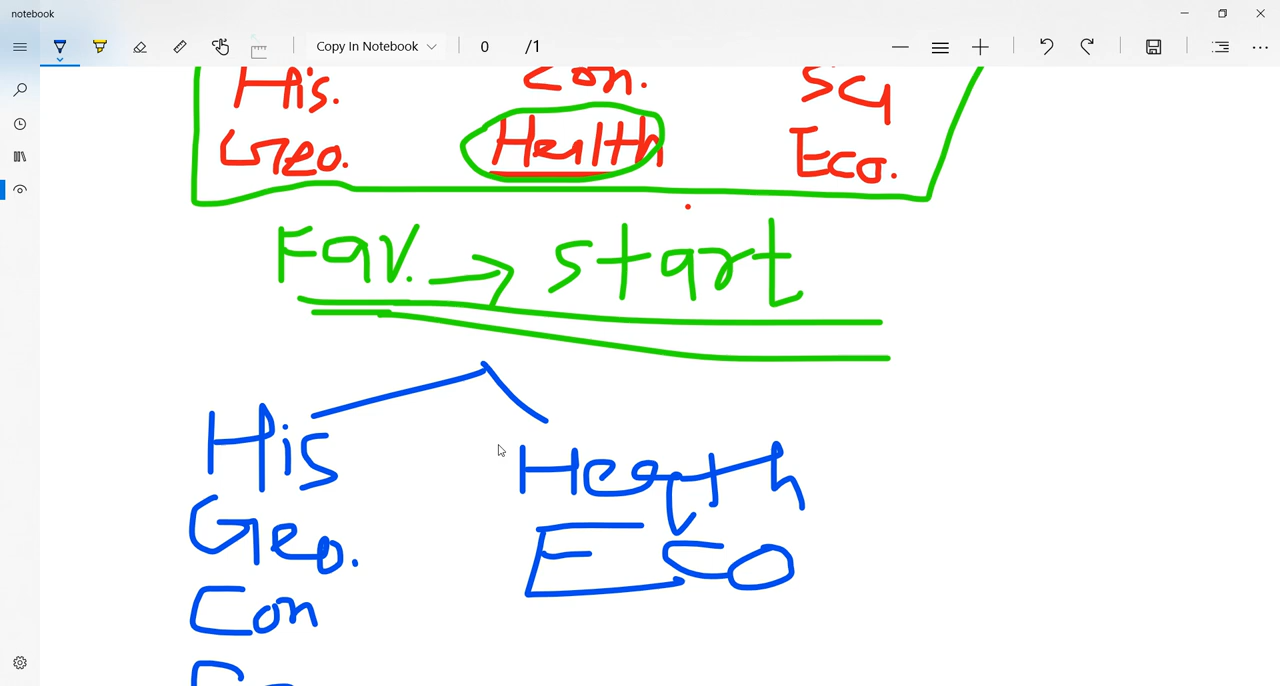 notebook
Copy In Notebook 0 /1
His. Con. Sci
Geo. Health Eco.
Fav. → Start
His Health
Geo. ECO
Con